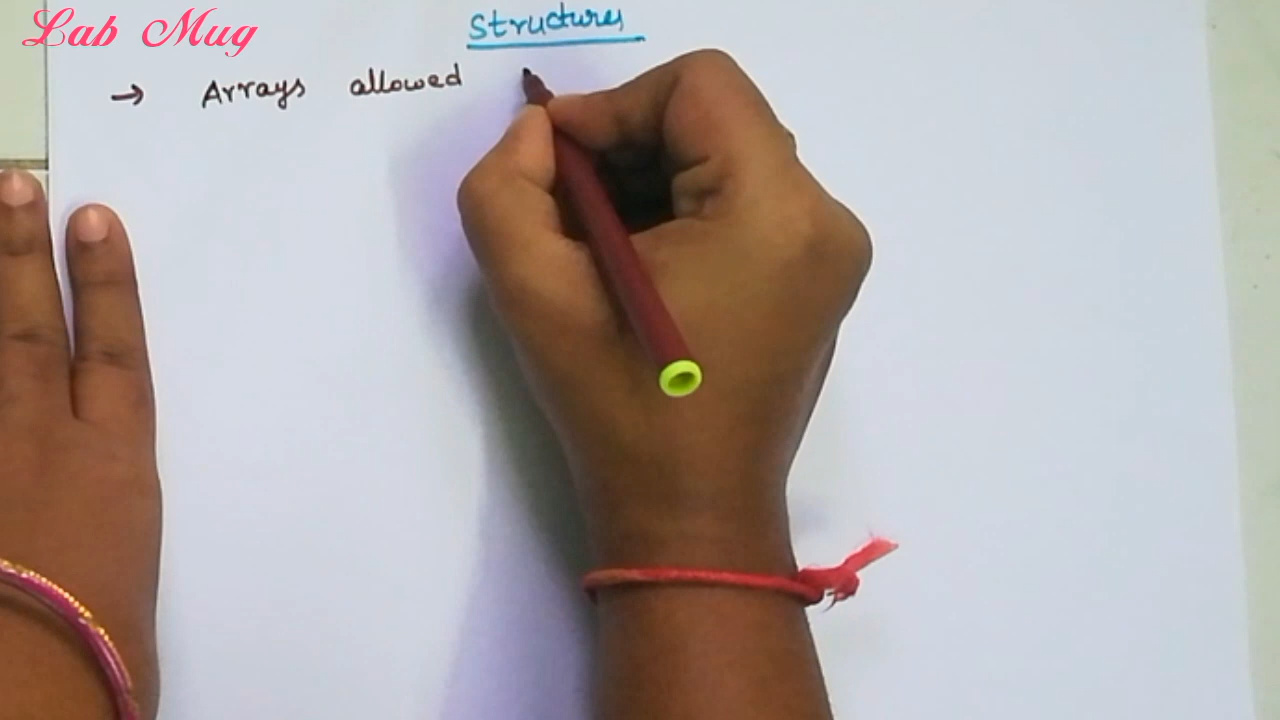 Lab Mug
Structures
→ Arrays allowed